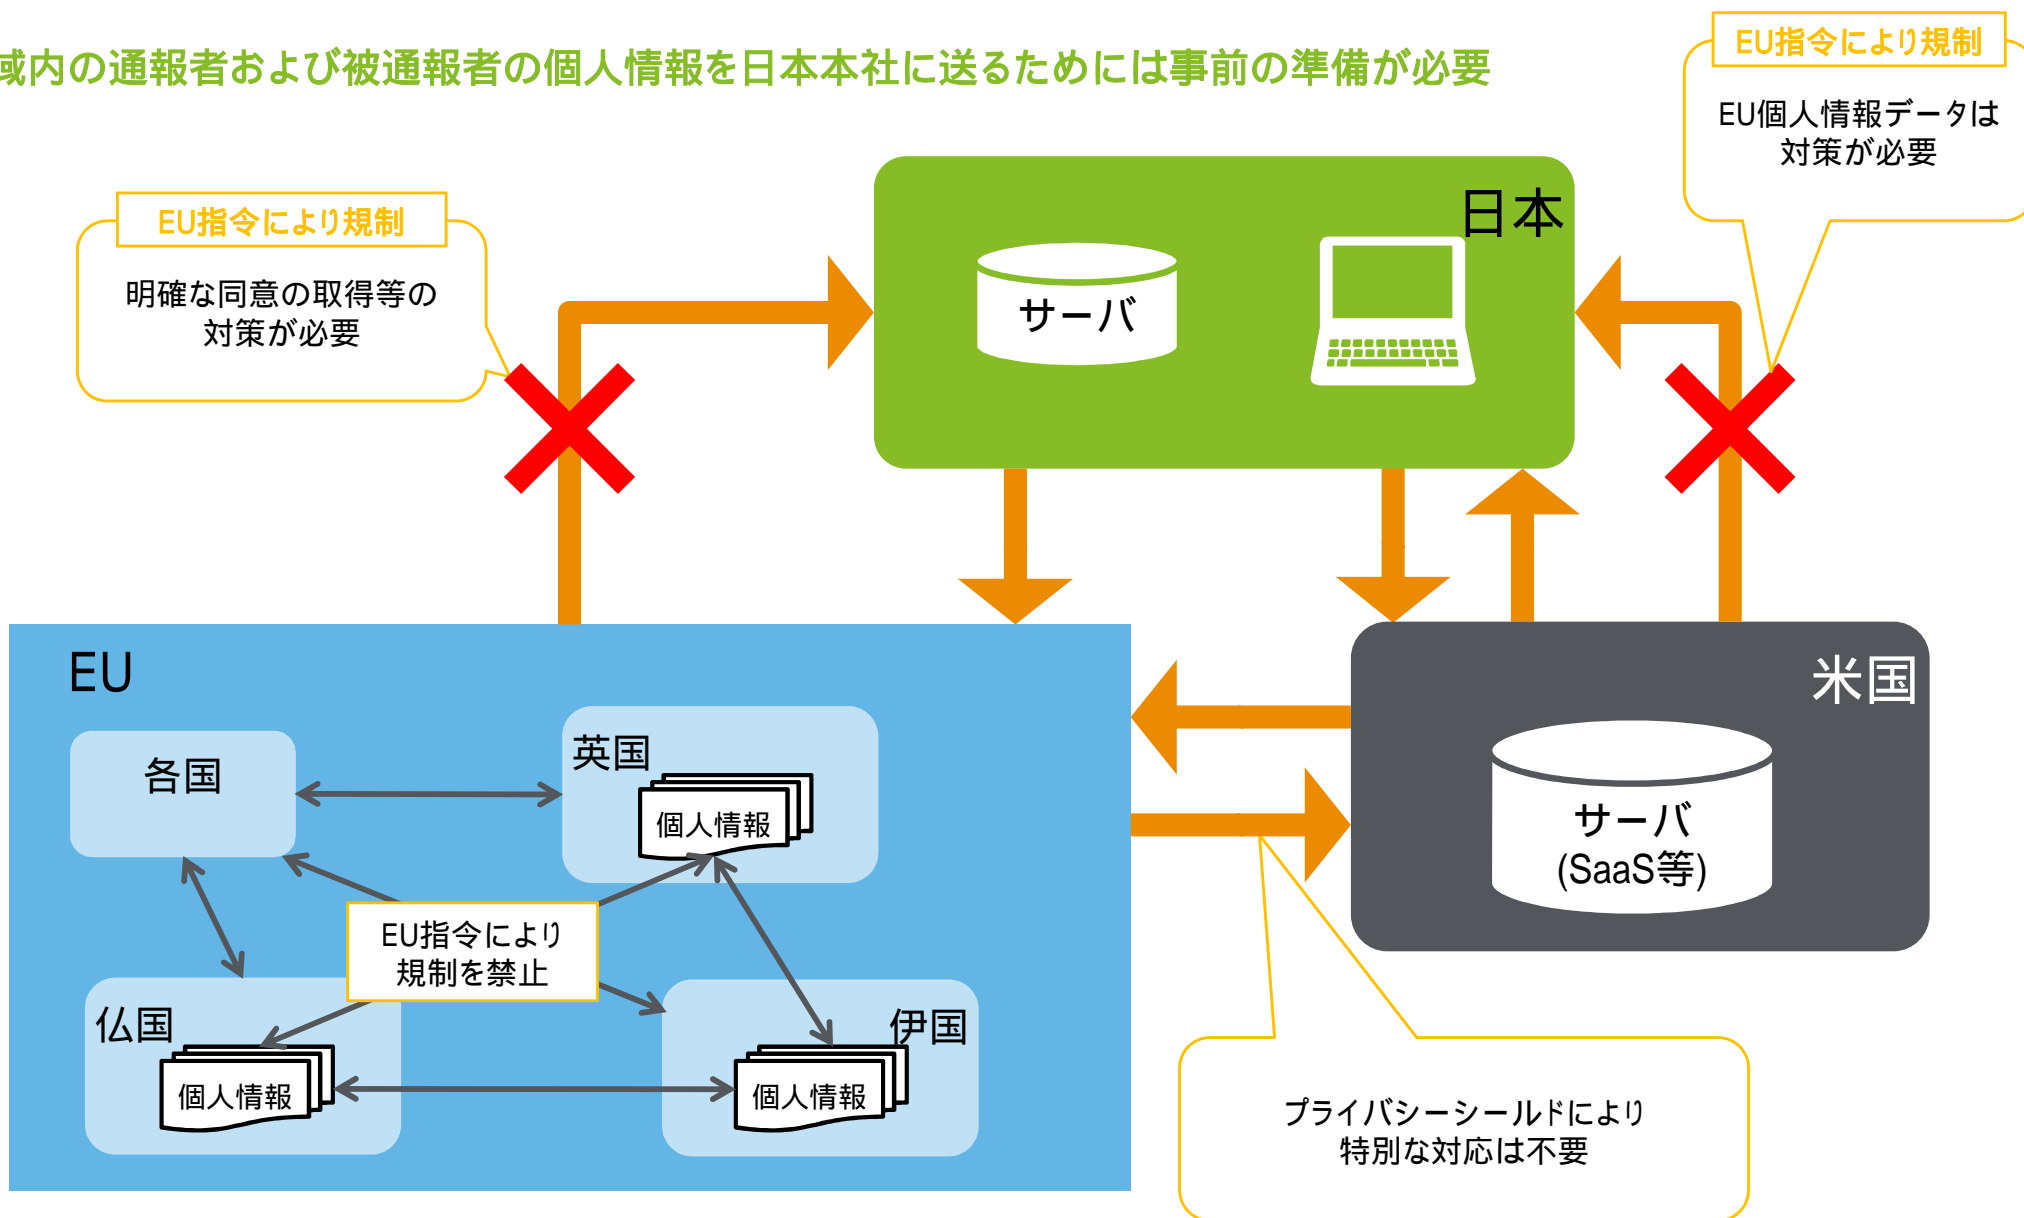 域内の通報者および被通報者の個人情報を日本本社に送るためには事前の準備が必要
EU指令により規制
EU個人情報データは
対策が必要
EU指令により規制
明確な同意の取得等の
対策が必要
日本
サーバ
EU
米国
各国
英国
個人情報
サーバ
(SaaS等)
EU指令により
規制を禁止
仏国
個人情報
伊国
個人情報
プライバシーシールドにより
特別な対応は不要